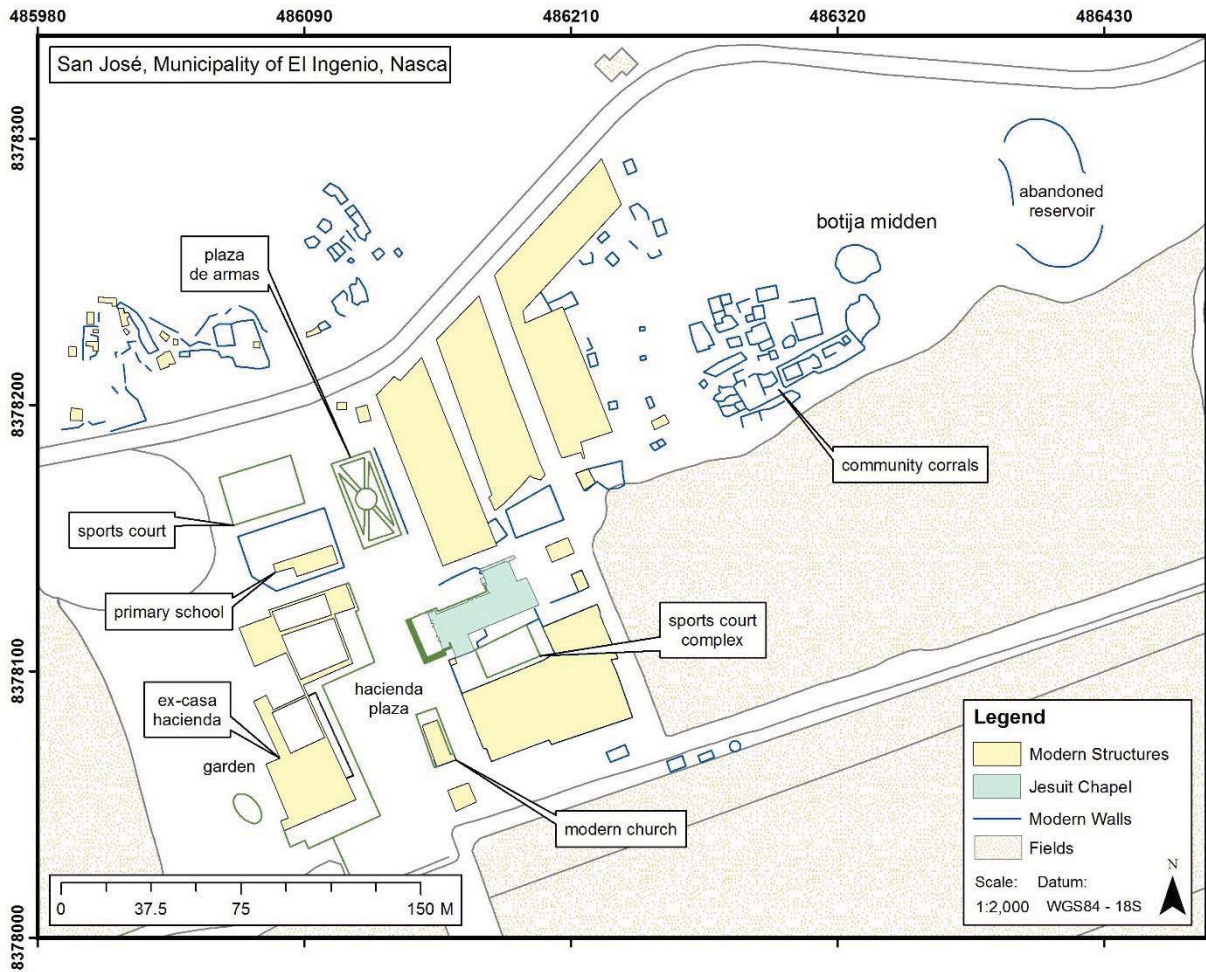 485980
486090
486210
486320
486430
San José, Municipality of El Ingenio, Nasca
8378300
8378200
8378100
8378000
abandoned
reservoir
botija midden
plaza
de armas
community corrals
sports court
primary school
sports court
complex
hacienda
plaza
ex-casa
hacienda
garden
modern church
Legend
Modern Structures
Jesuit Chapel
Modern Walls
Fields
Scale: Datum:
1:2,000 WGS84 - 18S
N
0 37.5 75 150 M